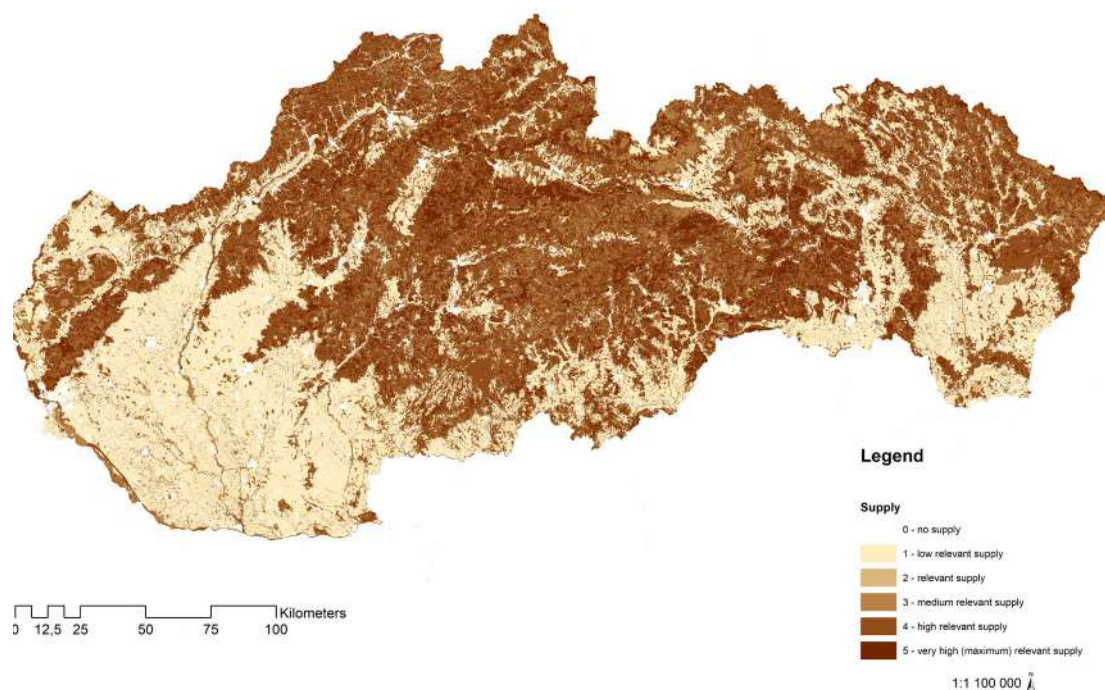 Legend
Supply
0 - no supply
1 - low relevant supply
2 - relevant supply
3 - medium relevant supply
4 - high relevant supply
5 - very high (maximum) relevant supply
Kilometers
0 12,5 25 50 75 100
1:1 100 000
N